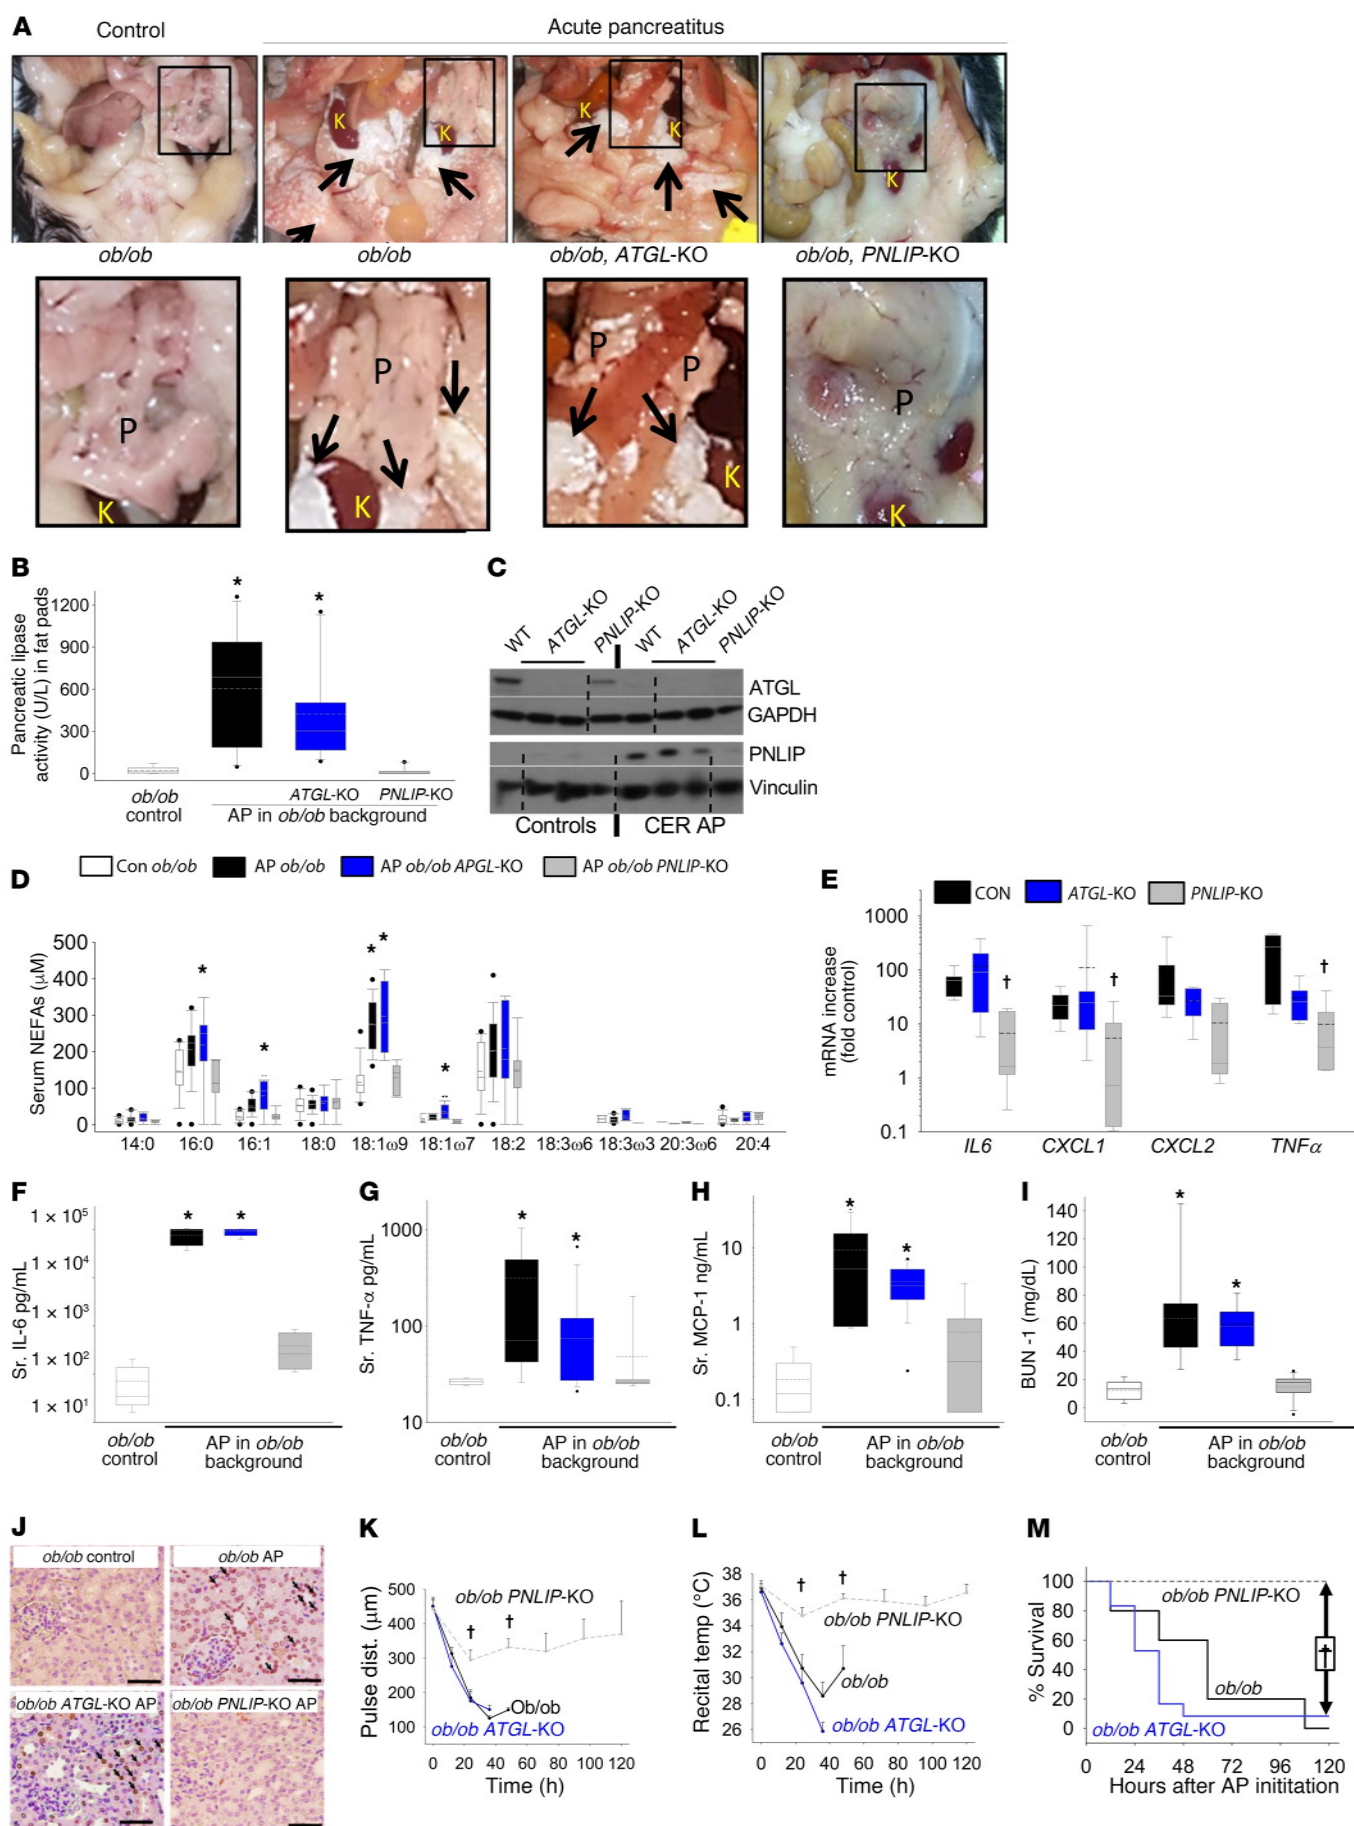 A
Control
Acute pancreatitus
K
K
K
K
K
ob/ob
ob/ob
ob/ob, ATGL-KO
ob/ob, PNLIP-KO
P
K
P
K
P
P
K
P
K
B
Pancreatic lipase
activity (U/L) in fat pads
1200
900
600
300
0
*
*
ob/ob
control
ATGL-KO
PNLIP-KO
AP in ob/ob background
C
WT
ATGL-KO
PNLIP-KO
WT
ATGL-KO
PNLIP-KO
ATGL
GAPDH
PNLIP
Vinculin
Controls
CER AP
D
Con ob/ob
AP ob/ob
AP ob/ob APGL-KO
AP ob/ob PNLIP-KO
Serum NEFAs (µM)
500
400
300
200
100
0
*
*
*
*
*
14:0
16:0
16:1
18:0
18:1ω9
18:1ω7
18:2
18:3ω6
18:3ω3
20:3ω6
20:4
E
CON
ATGL-KO
PNLIP-KO
mRNA increase
(fold control)
1000
100
10
1
0.1
†
†
†
IL6
CXCL1
CXCL2
TNFα
F
Sr. IL-6 pg/mL
1 × 10⁵
1 × 10⁴
1 × 10³
1 × 10²
1 × 10¹
*
*
ob/ob
control
AP in ob/ob
background
G
Sr. TNF-α pg/mL
1000
100
10
*
*
ob/ob
control
AP in ob/ob
background
H
Sr. MCP-1 ng/mL
10
1
0.1
*
*
ob/ob
control
AP in ob/ob
background
I
BUN -1 (mg/dL)
140
120
100
80
60
40
20
0
*
*
ob/ob
control
AP in ob/ob
background
J
ob/ob control
ob/ob AP
ob/ob ATGL-KO AP
ob/ob PNLIP-KO AP
K
Pulse dist. (µm)
500
400
300
200
100
ob/ob PNLIP-KO
†
†
Ob/ob
ob/ob ATGL-KO
0
20
40
60
80
100
120
Time (h)
L
Recital temp (°C)
38
36
34
32
30
28
26
†
†
ob/ob PNLIP-KO
ob/ob
ob/ob ATGL-KO
0
20
40
60
80
100
120
Time (h)
M
% Survival
100
80
60
40
20
0
ob/ob PNLIP-KO
†
ob/ob
ob/ob ATGL-KO
0
24
48
72
96
120
Hours after AP inititation